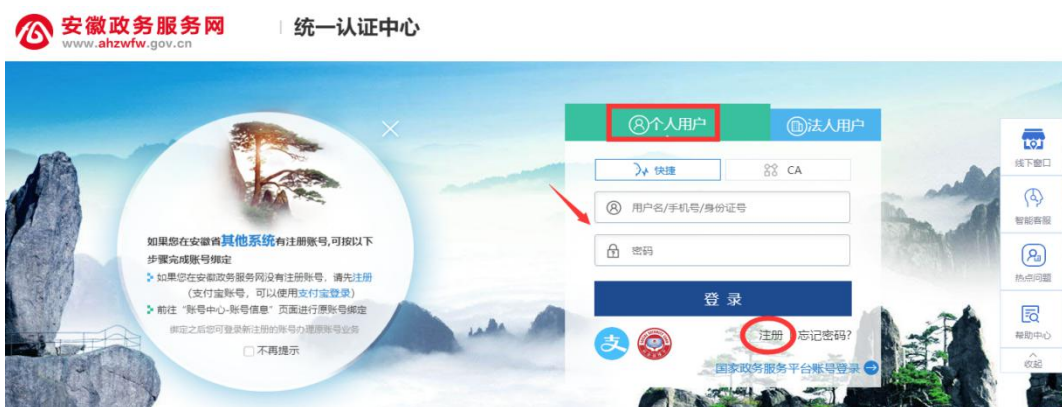 安徽政务服务网
www.ahzwfw.gov.cn
统一认证中心
个人用户
法人用户
快捷
CA
用户名/手机号/身份证号
密码
登 录
注册
忘记密码?
国家政务服务平台账号登录
如果您在安徽省其他系统有注册账号,可按以下
步骤完成账号绑定
如果您在安徽政务服务网没有注册账号，请先注册
（支付宝账号，可以使用支付宝登录）
前往“账号中心-账号信息”页面进行原账号绑定
绑定之后您可登录新注册的账号办理原账号业务
不再提示
线下窗口
智能客服
热点问题
帮助中心
收起